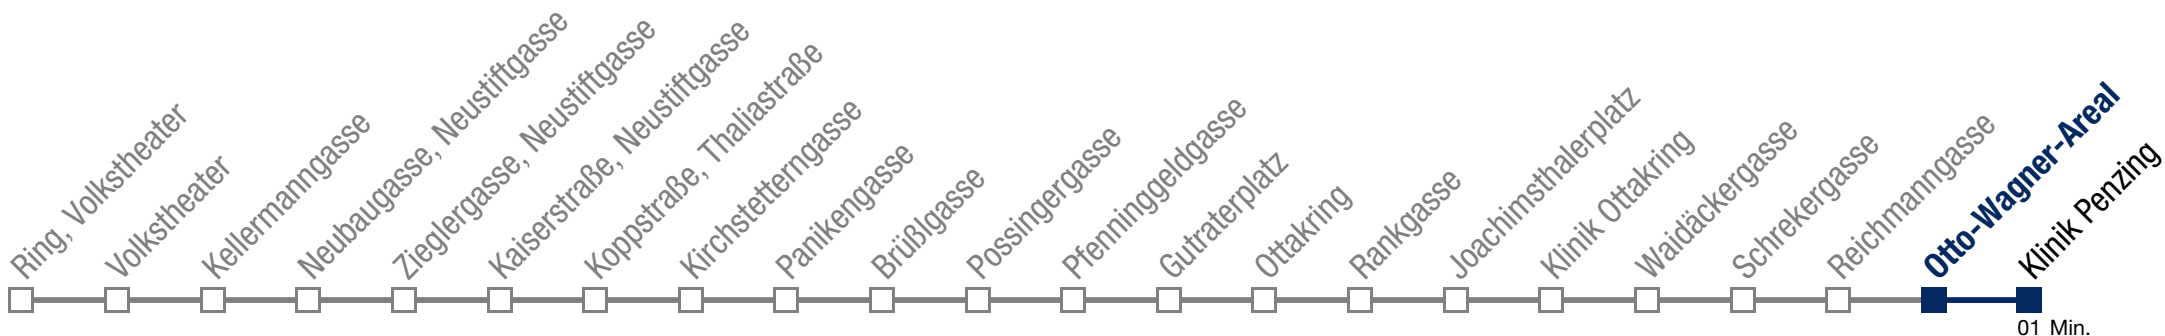 Ring, Volkstheater
Volkstheater
Kellermanngasse
Neubaugasse, Neustiftgasse
Zieglergasse, Neustiftgasse
Kaiserstraße, Neustiftgasse
Koppstraße, Thaliastraße
Kirchstetterngasse
Panikengasse
Brüßlgasse
Possingergasse
Pfenninggeldgasse
Gutraterplatz
Ottakring
Rankgasse
Joachimsthalerplatz
Klinik Ottakring
Waidäckergasse
Schrekergasse
Reichmanngasse
Otto-Wagner-Areal
Klinik Penzing
01 Min.